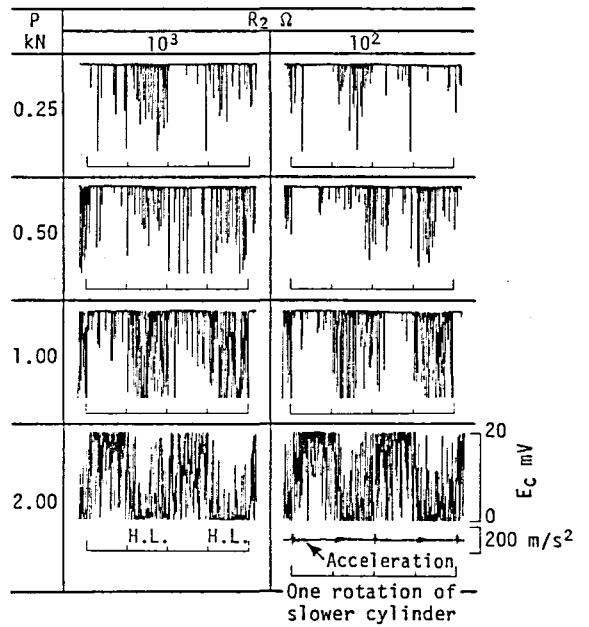 P
kN
R₂ Ω
10³
10²
0.25
0.50
1.00
2.00
H.L.
H.L.
20
0
Eᴄ mV
200 m/s²
Acceleration
One rotation of
slower cylinder